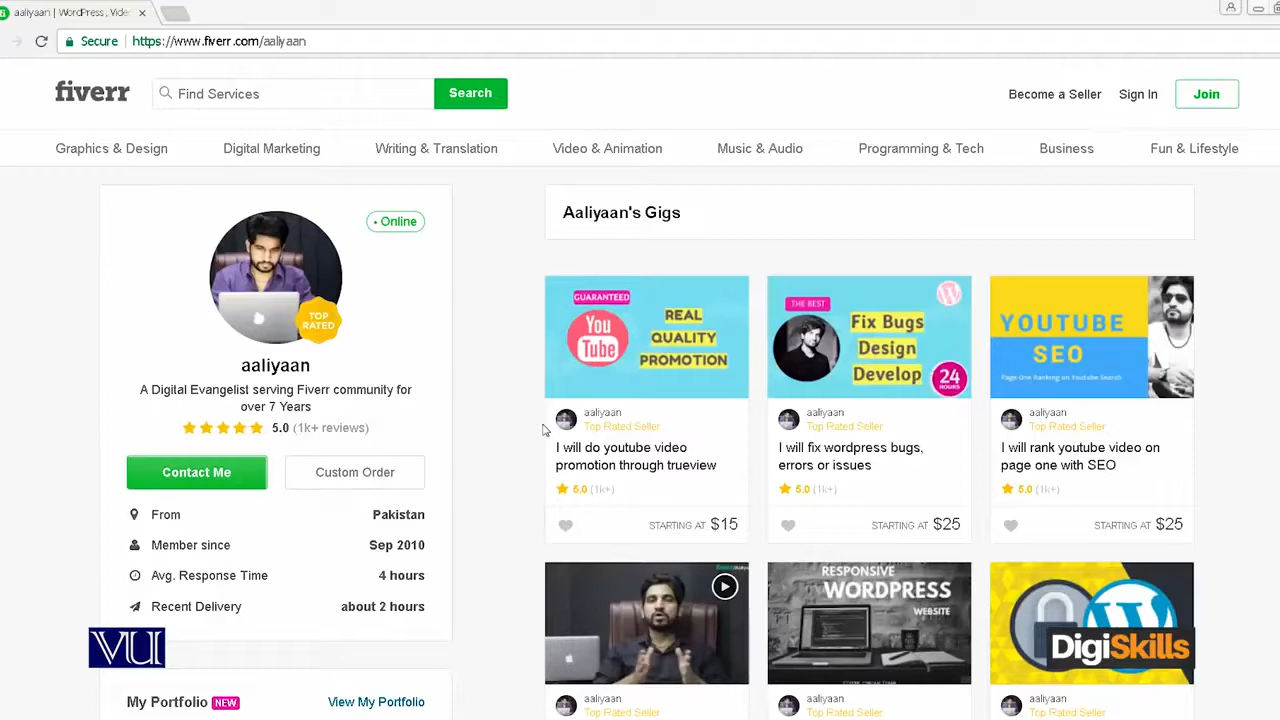 aaliyaan | WordPress, Vide
Secure https://www.fiverr.com/aaliyaan
fiverr
Find Services
Search
Become a Seller
Sign In
Join
Graphics & Design
Digital Marketing
Writing & Translation
Video & Animation
Music & Audio
Programming & Tech
Business
Fun & Lifestyle
• Online
TOP
RATED
aaliyaan
A Digital Evangelist serving Fiverr community for
over 7 Years
5.0 (1k+ reviews)
Contact Me
Custom Order
From Pakistan
Member since Sep 2010
Avg. Response Time 4 hours
Recent Delivery about 2 hours
VU
My Portfolio NEW
View My Portfolio
Aaliyaan's Gigs
GUARANTEED
You
Tube
REAL
QUALITY
PROMOTION
aaliyaan
Top Rated Seller
I will do youtube video
promotion through trueview
5.0 (1k+)
STARTING AT $15
THE BEST
Fix Bugs
Design
Develop
24
HOURS
aaliyaan
Top Rated Seller
I will fix wordpress bugs,
errors or issues
5.0 (1k+)
STARTING AT $25
YOUTUBE
SEO
Page One Ranking on Youtube Search
aaliyaan
Top Rated Seller
I will rank youtube video on
page one with SEO
5.0 (1k+)
STARTING AT $25
aaliyaan
Top Rated Seller
RESPONSIVE
WORDPRESS
WEBSITE
aaliyaan
Top Rated Seller
DigiSkills
aaliyaan
Top Rated Seller